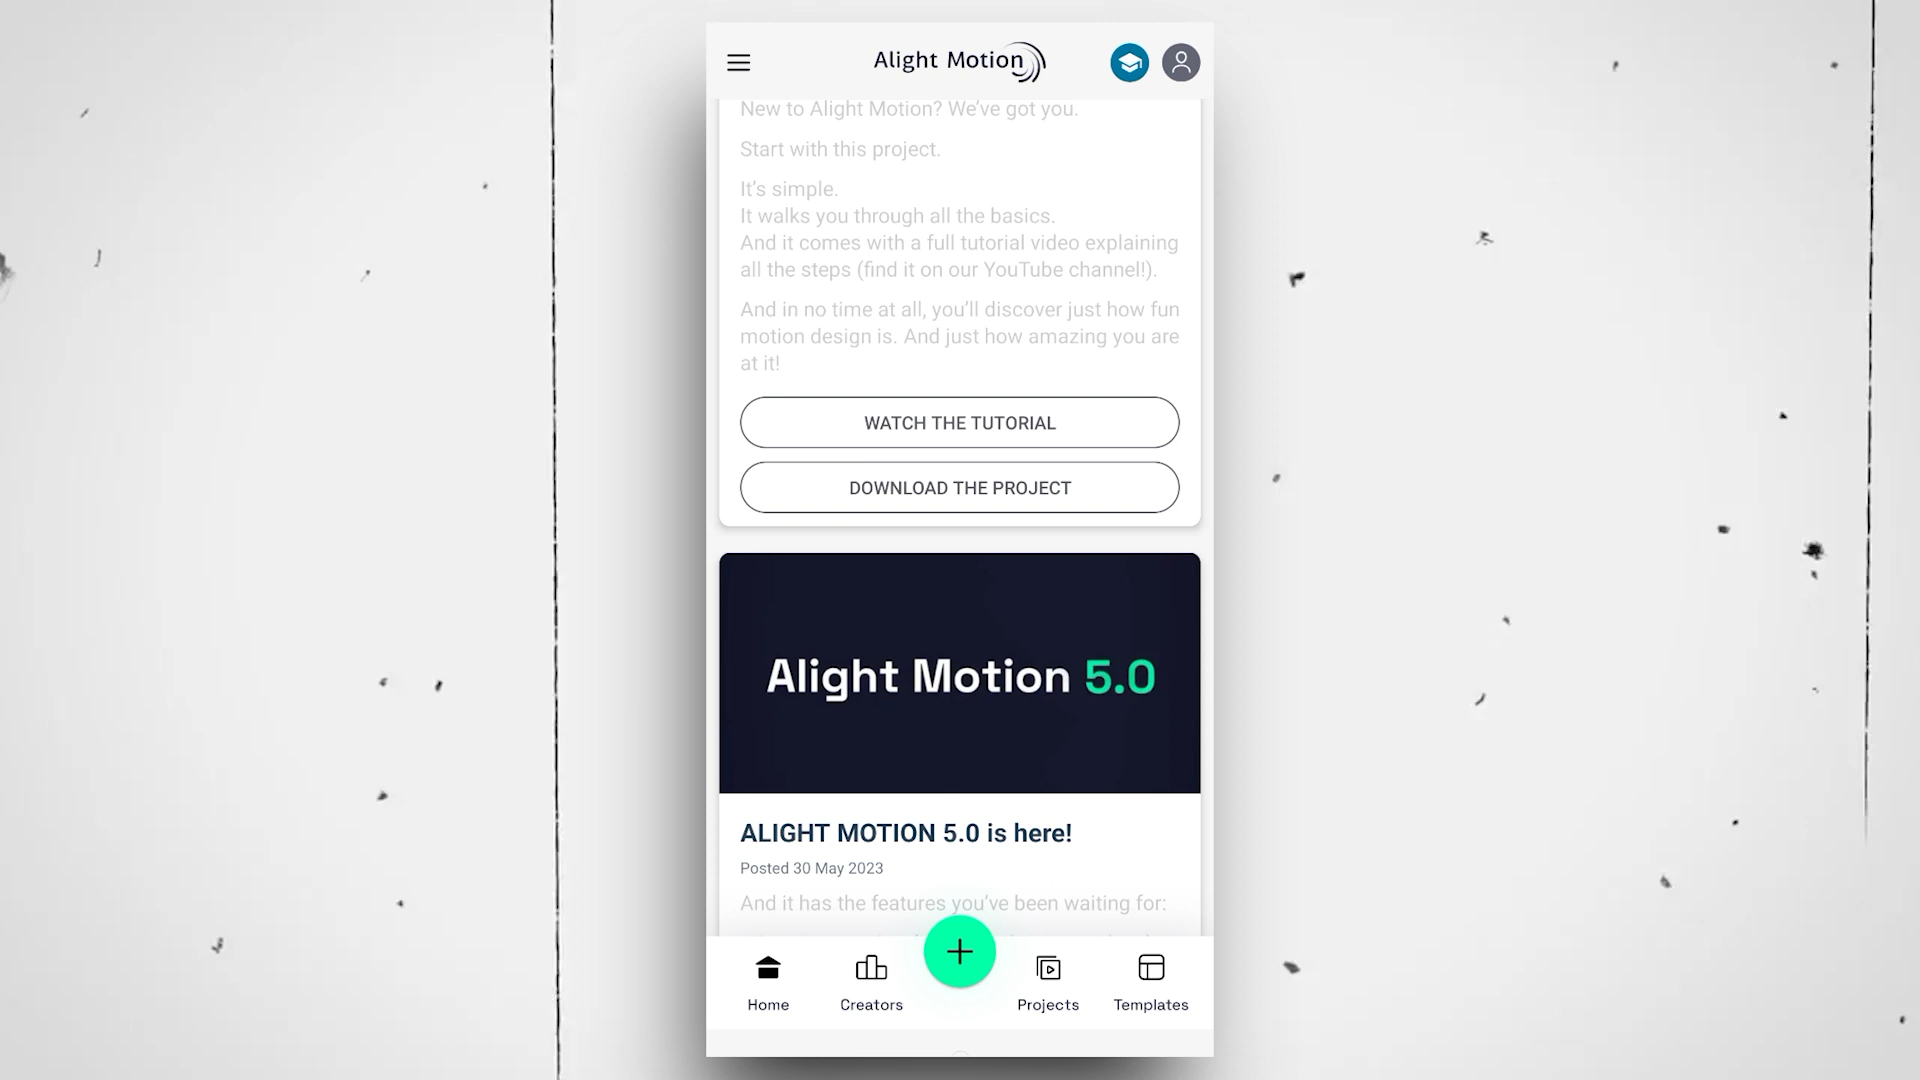 Alight Motion
New to Alight Motion? We’ve got you.
Start with this project.
It’s simple.
It walks you through all the basics.
And it comes with a full tutorial video explaining
all the steps (find it on our YouTube channel!).
And in no time at all, you’ll discover just how fun
motion design is. And just how amazing you are
at it!
WATCH THE TUTORIAL
DOWNLOAD THE PROJECT
Alight Motion 5.0
ALIGHT MOTION 5.0 is here!
Posted 30 May 2023
And it has the features you’ve been waiting for:
Home
Creators
Projects
Templates